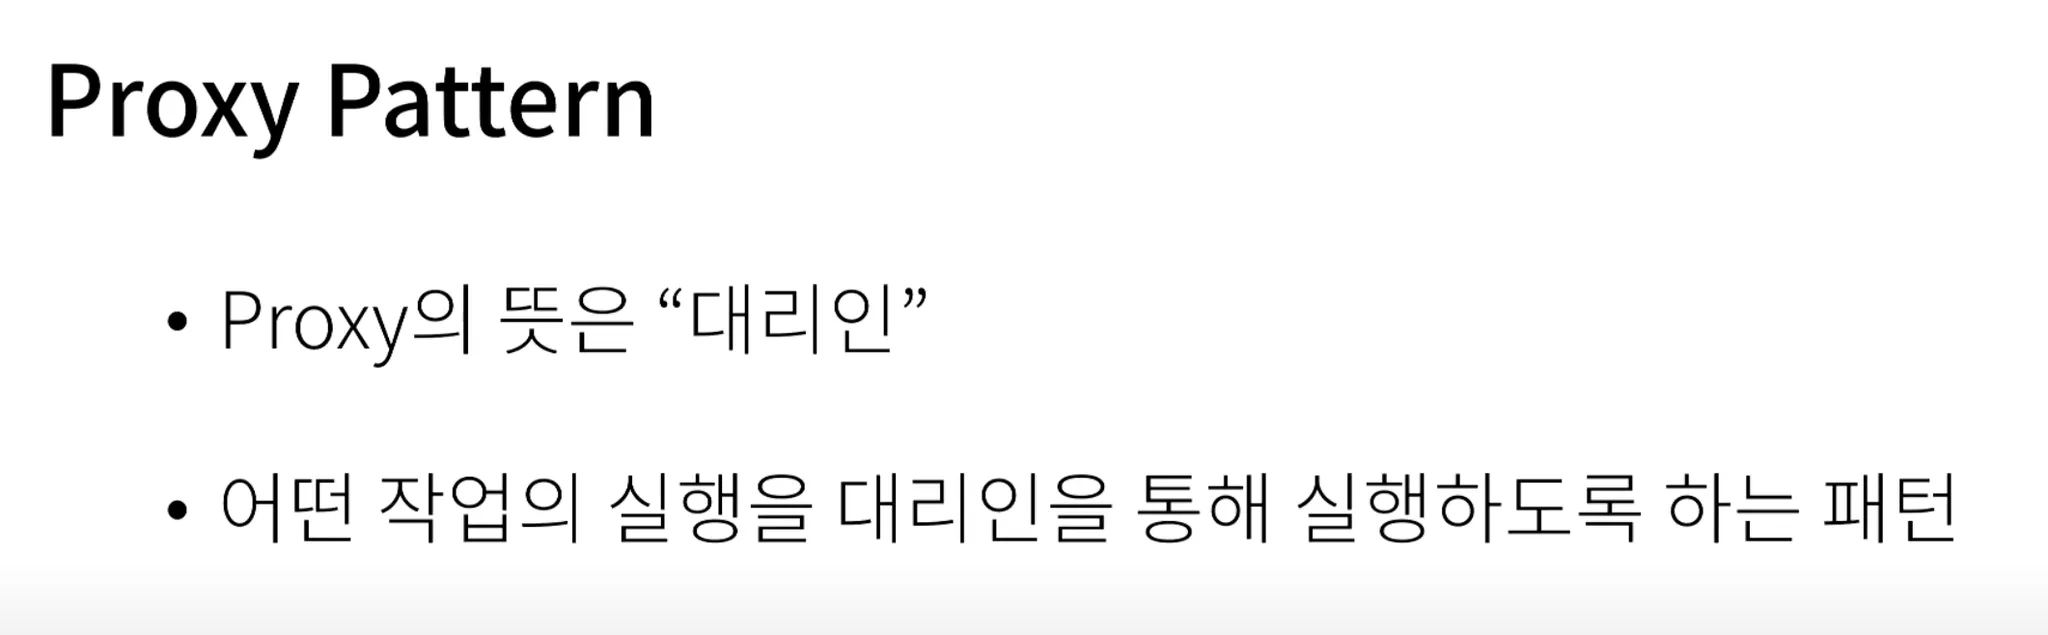 Proxy Pattern
• Proxy의 뜻은 “대리인”
• 어떤 작업의 실행을 대리인을 통해 실행하도록 하는 패턴